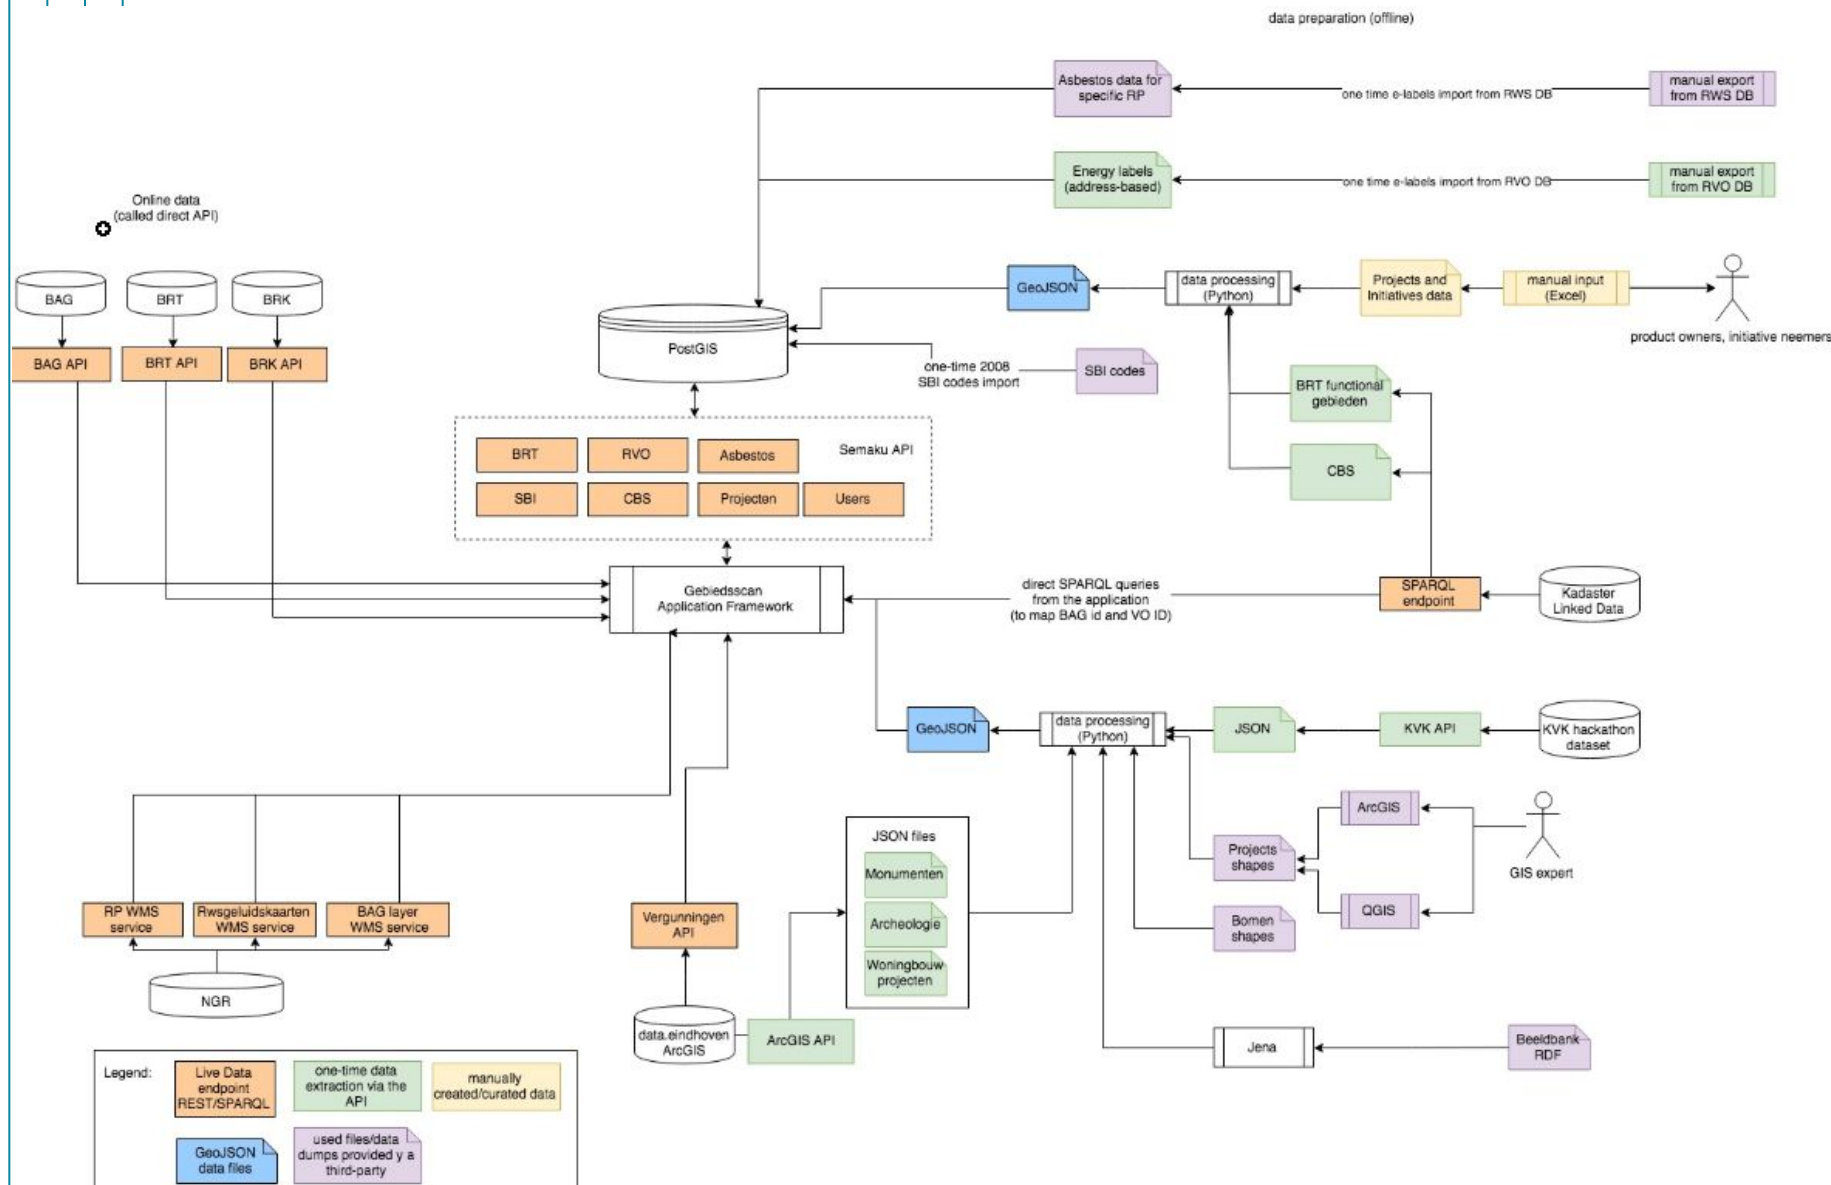 data preparation (offline)
Asbestos data for
specific RP
one time e-labels import from RWS DB
manual export
from RWS DB
Energy labels
(address-based)
one time e-labels import from RVO DB
manual export
from RVO DB
Online data
(called direct API)
BAG
BRT
BRK
BAG API
BRT API
BRK API
PostGIS
GeoJSON
data processing
(Python)
Projects and
Initiatives data
manual input
(Excel)
product owners, initiative neemers
one-time 2008
SBI codes import
SBI codes
BRT functional
gebieden
CBS
BRT
RVO
Asbestos
Semaku API
SBI
CBS
Projecten
Users
Gebiedsscan
Application Framework
direct SPARQL queries
from the application
(to map BAG id and VO ID)
SPARQL
endpoint
Kadaster
Linked Data
GeoJSON
data processing
(Python)
JSON
KVK API
KVK hackathon
dataset
JSON files
Monumenten
Archeologie
Woningbouw
projecten
Projects
shapes
ArcGIS
QGIS
GIS expert
Bomen
shapes
RP WMS
service
Rwsgeluidskaarten
WMS service
BAG layer
WMS service
NGR
Vergunningen
API
data.eindhoven
ArcGIS
ArcGIS API
Jena
Beeldbank
RDF
Legend:
Live Data
endpoint
REST/SPARQL
one-time data
extraction via the
API
manually
created/curated data
GeoJSON
data files
used files/data
dumps provided y a
third-party